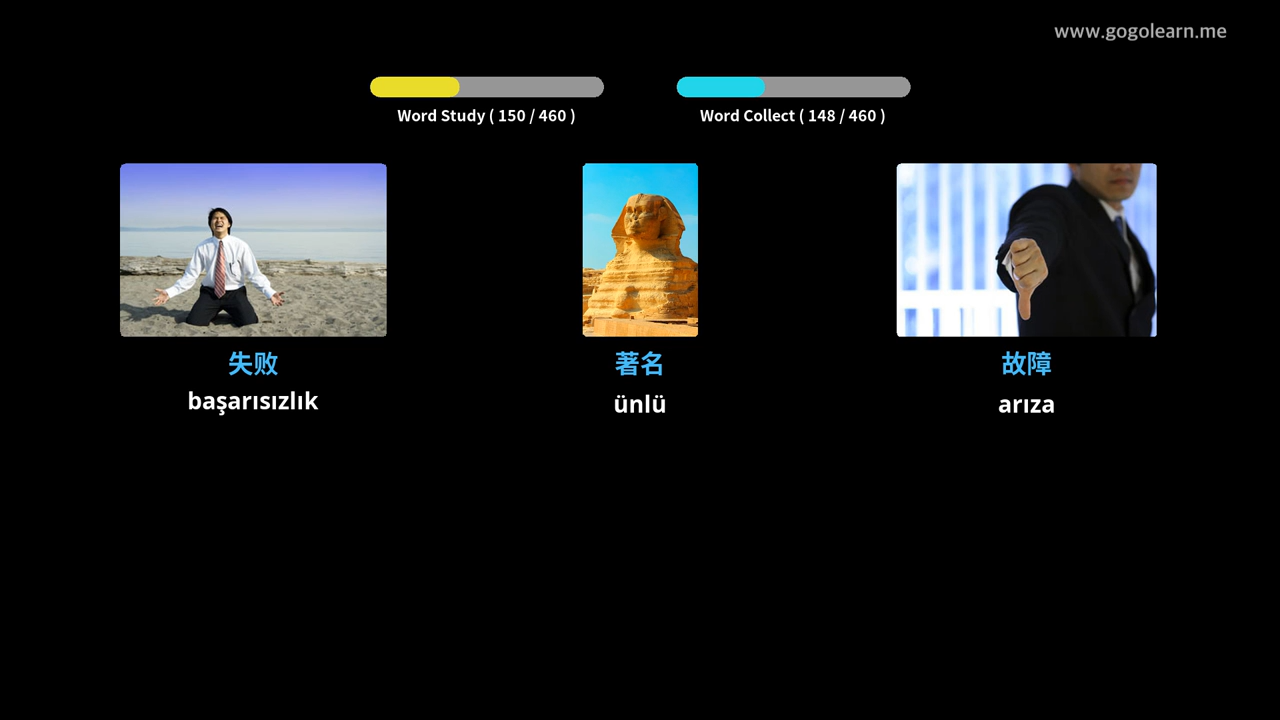 www.gogolearn.me
Word Study ( 150 / 460 )
Word Collect ( 148 / 460 )
失败
著名
故障
başarısızlık
ünlü
arıza